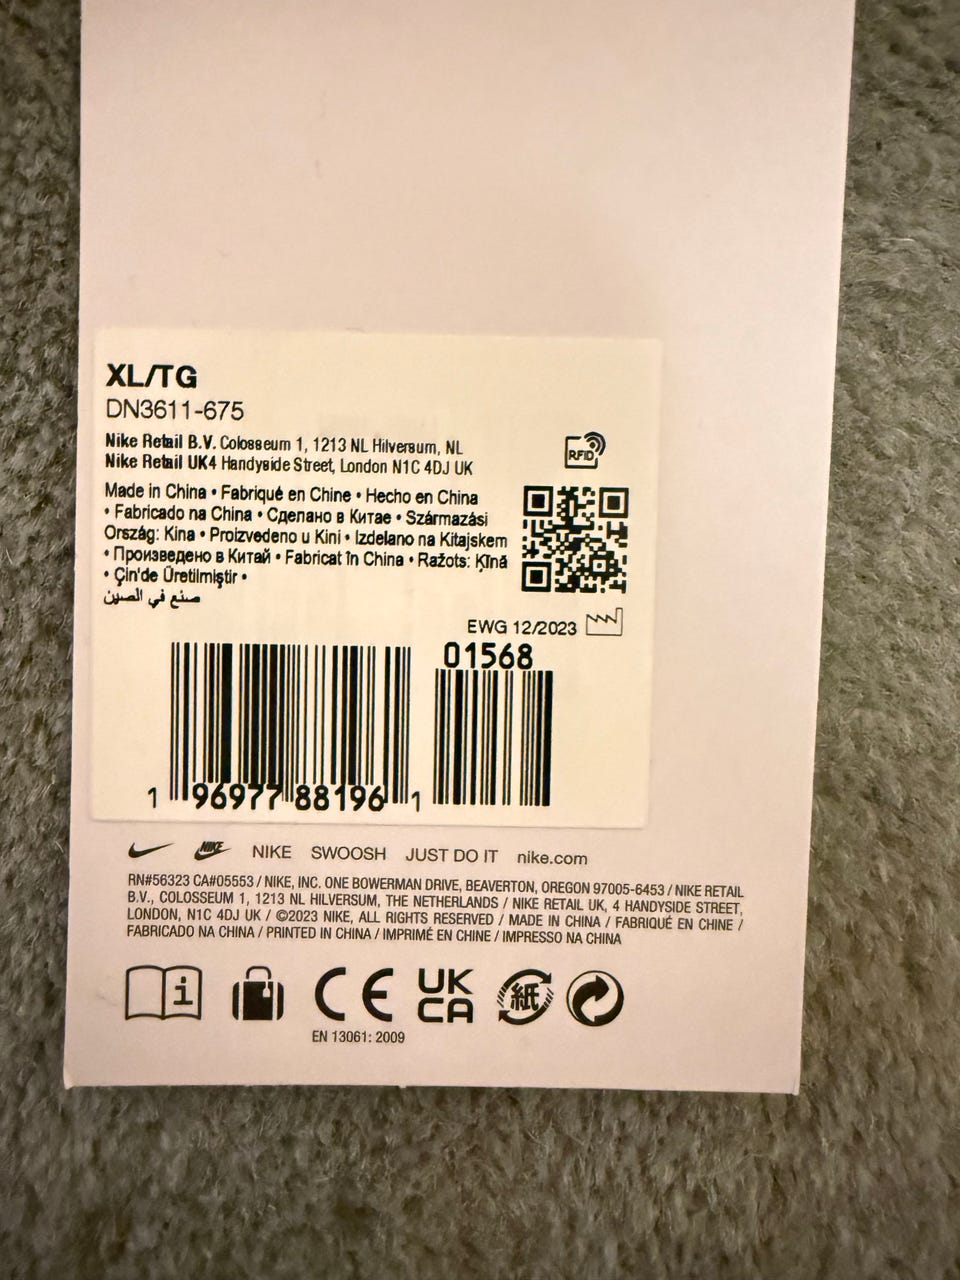 XL/TG
DN3611-675
Nike Retail B.V. Colosseum 1, 1213 NL Hilversum, NL
Nike Retail UK4 Handyside Street, London N1C 4DJ UK
RFID
Made in China • Fabriqué en Chine • Hecho en China
• Fabricado na China • Сделано в Китае • Származási
Ország: Kina • Proizvedeno u Kini • Izdelano na Kitajskem
• Произведено в Китай • Fabricat în China • Ražots: Ķīnā
• Çin'de Üretilmiştir •
صنع في الصين
EWG 12/2023
01568
1 96977 88196 1
NIKE NIKE SWOOSH JUST DO IT nike.com
RN#56323 CA#05553 / NIKE, INC. ONE BOWERMAN DRIVE, BEAVERTON, OREGON 97005-6453 / NIKE RETAIL
B.V., COLOSSEUM 1, 1213 NL HILVERSUM, THE NETHERLANDS / NIKE RETAIL UK, 4 HANDYSIDE STREET,
LONDON, N1C 4DJ UK / ©2023 NIKE, ALL RIGHTS RESERVED / MADE IN CHINA / FABRIQUÉ EN CHINE /
FABRICADO NA CHINA / PRINTED IN CHINA / IMPRIMÉ EN CHINE / IMPRESSO NA CHINA
i CE UK CA 紙
EN 13061: 2009